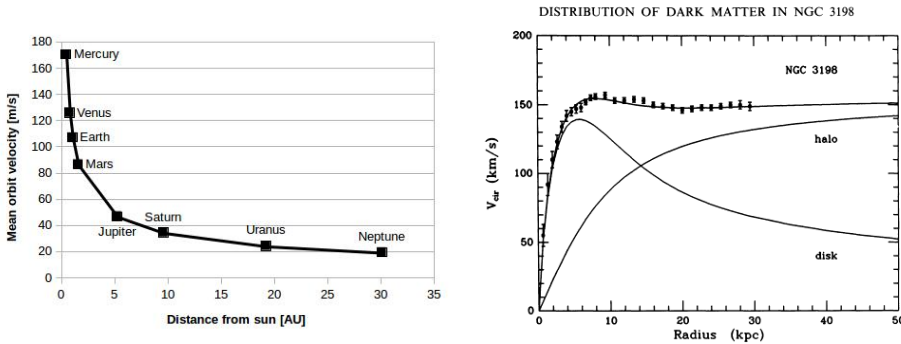 180
160
140
120
100
80
60
40
20
0
Mean orbit velocity [m/s]
Mercury
Venus
Earth
Mars
Jupiter
Saturn
Uranus
Neptune
0 5 10 15 20 25 30 35
Distance from sun [AU]
DISTRIBUTION OF DARK MATTER IN NGC 3198
200
150
100
50
0
V_cir (km/s)
NGC 3198
halo
disk
0 10 20 30 40 50
Radius (kpc)